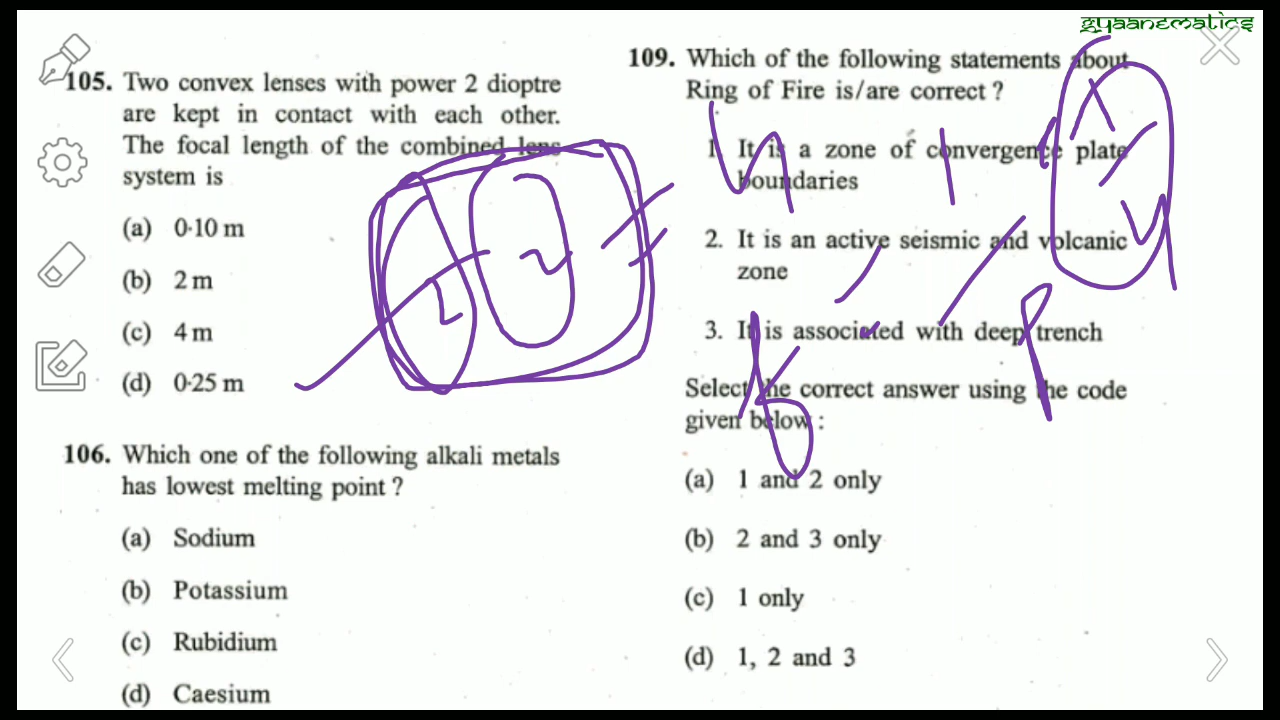 gyaanematics
105. Two convex lenses with power 2 dioptre
are kept in contact with each other.
The focal length of the combined lens
system is
(a) 0·10 m
(b) 2 m
(c) 4 m
(d) 0·25 m
106. Which one of the following alkali metals
has lowest melting point ?
(a) Sodium
(b) Potassium
(c) Rubidium
(d) Caesium
109. Which of the following statements about
Ring of Fire is/are correct ?
1. It is a zone of convergence plate
boundaries
2. It is an active seismic and volcanic
zone
3. It is associated with deep trench
Select the correct answer using the code
given below :
(a) 1 and 2 only
(b) 2 and 3 only
(c) 1 only
(d) 1, 2 and 3